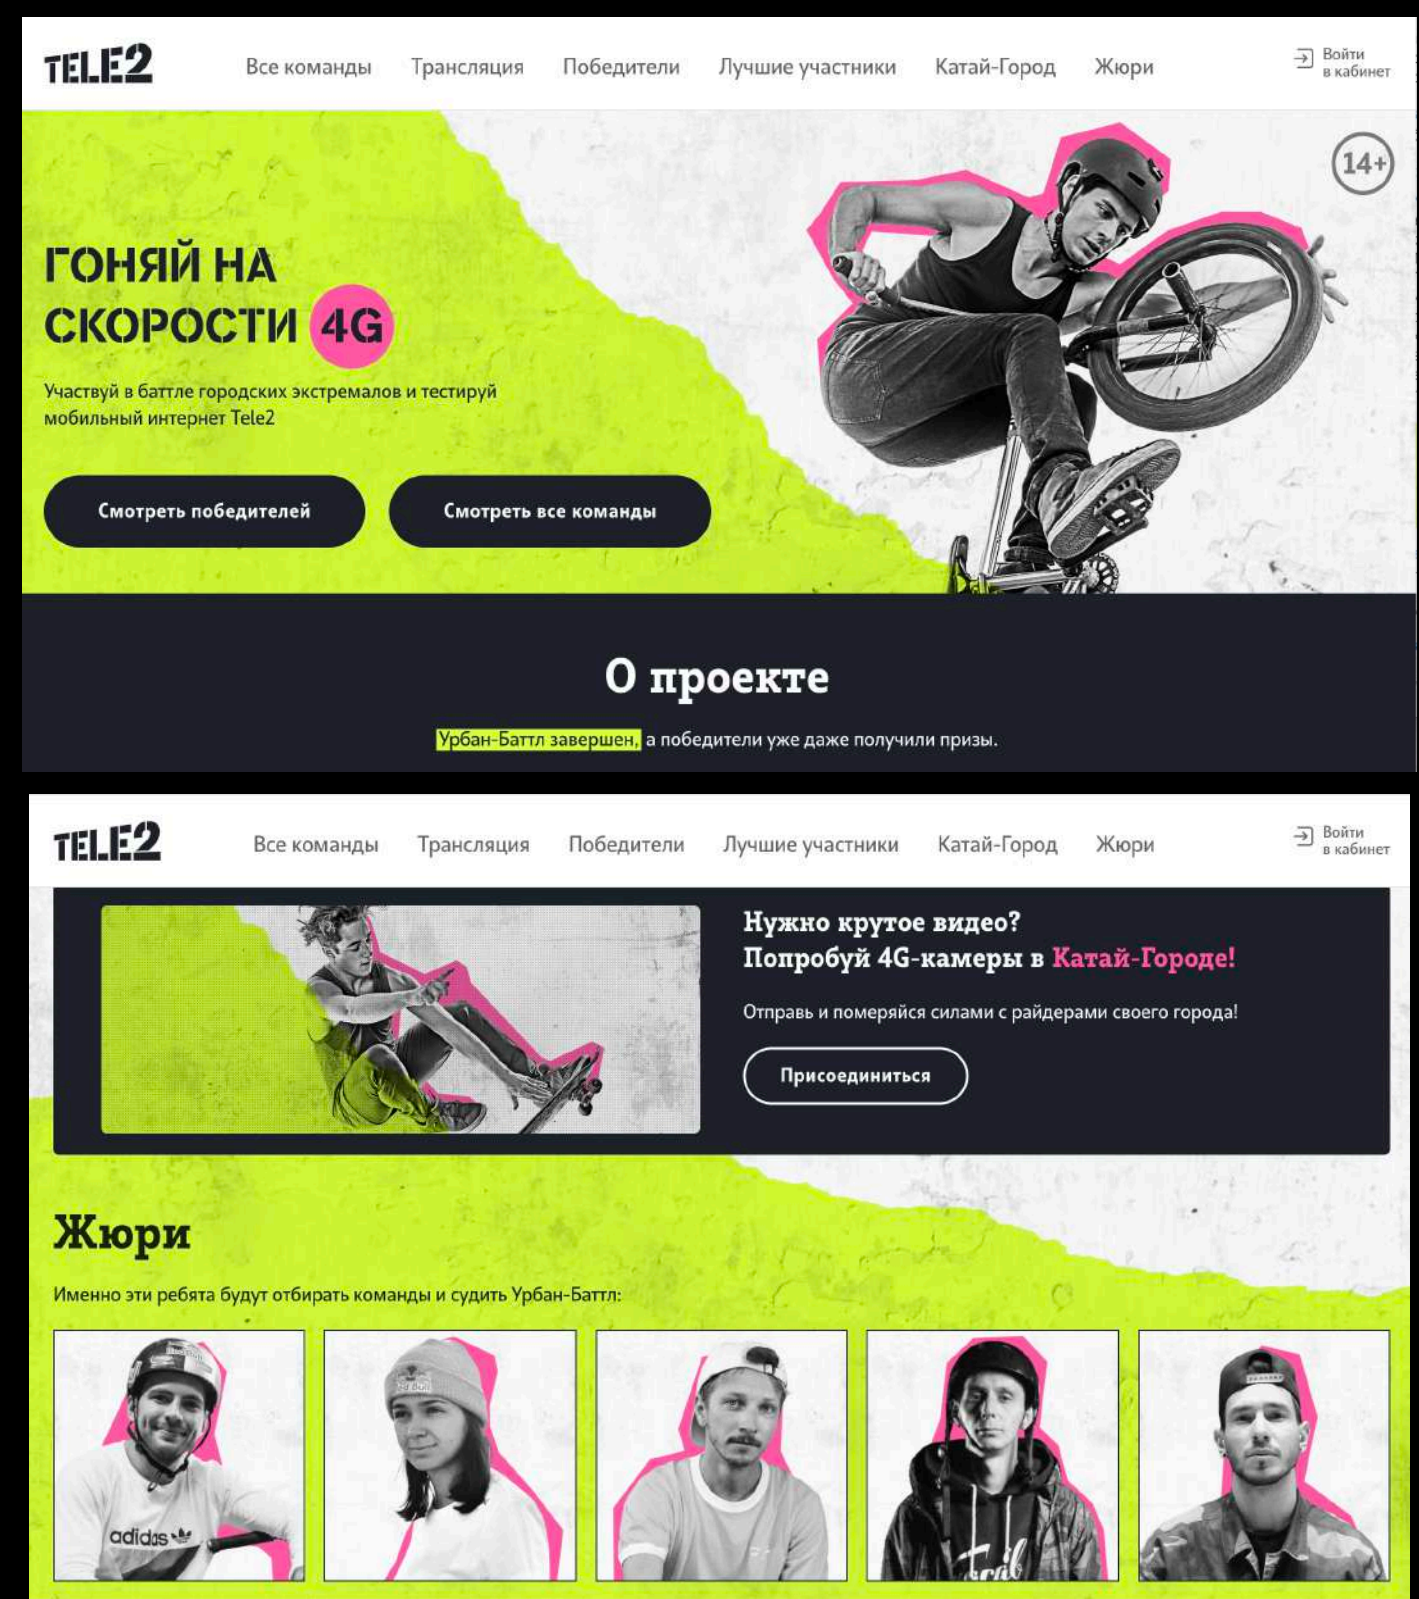 TELE2
Все команды
Трансляция
Победители
Лучшие участники
Катай-Город
Жюри
Войти
в кабинет
14+
ГОНЯЙ НА
СКОРОСТИ 4G
Участвуй в баттле городских экстремалов и тестируй
мобильный интернет Tele2
Смотреть победителей
Смотреть все команды
О проекте
Урбан-Баттл завершен, а победители уже даже получили призы.
TELE2
Все команды
Трансляция
Победители
Лучшие участники
Катай-Город
Жюри
Войти
в кабинет
Нужно крутое видео?
Попробуй 4G-камеры в Катай-Городе!
Отправь и померяйся силами с райдерами своего города!
Присоединиться
Жюри
Именно эти ребята будут отбирать команды и судить Урбан-Баттл:
Red Bull
adidas